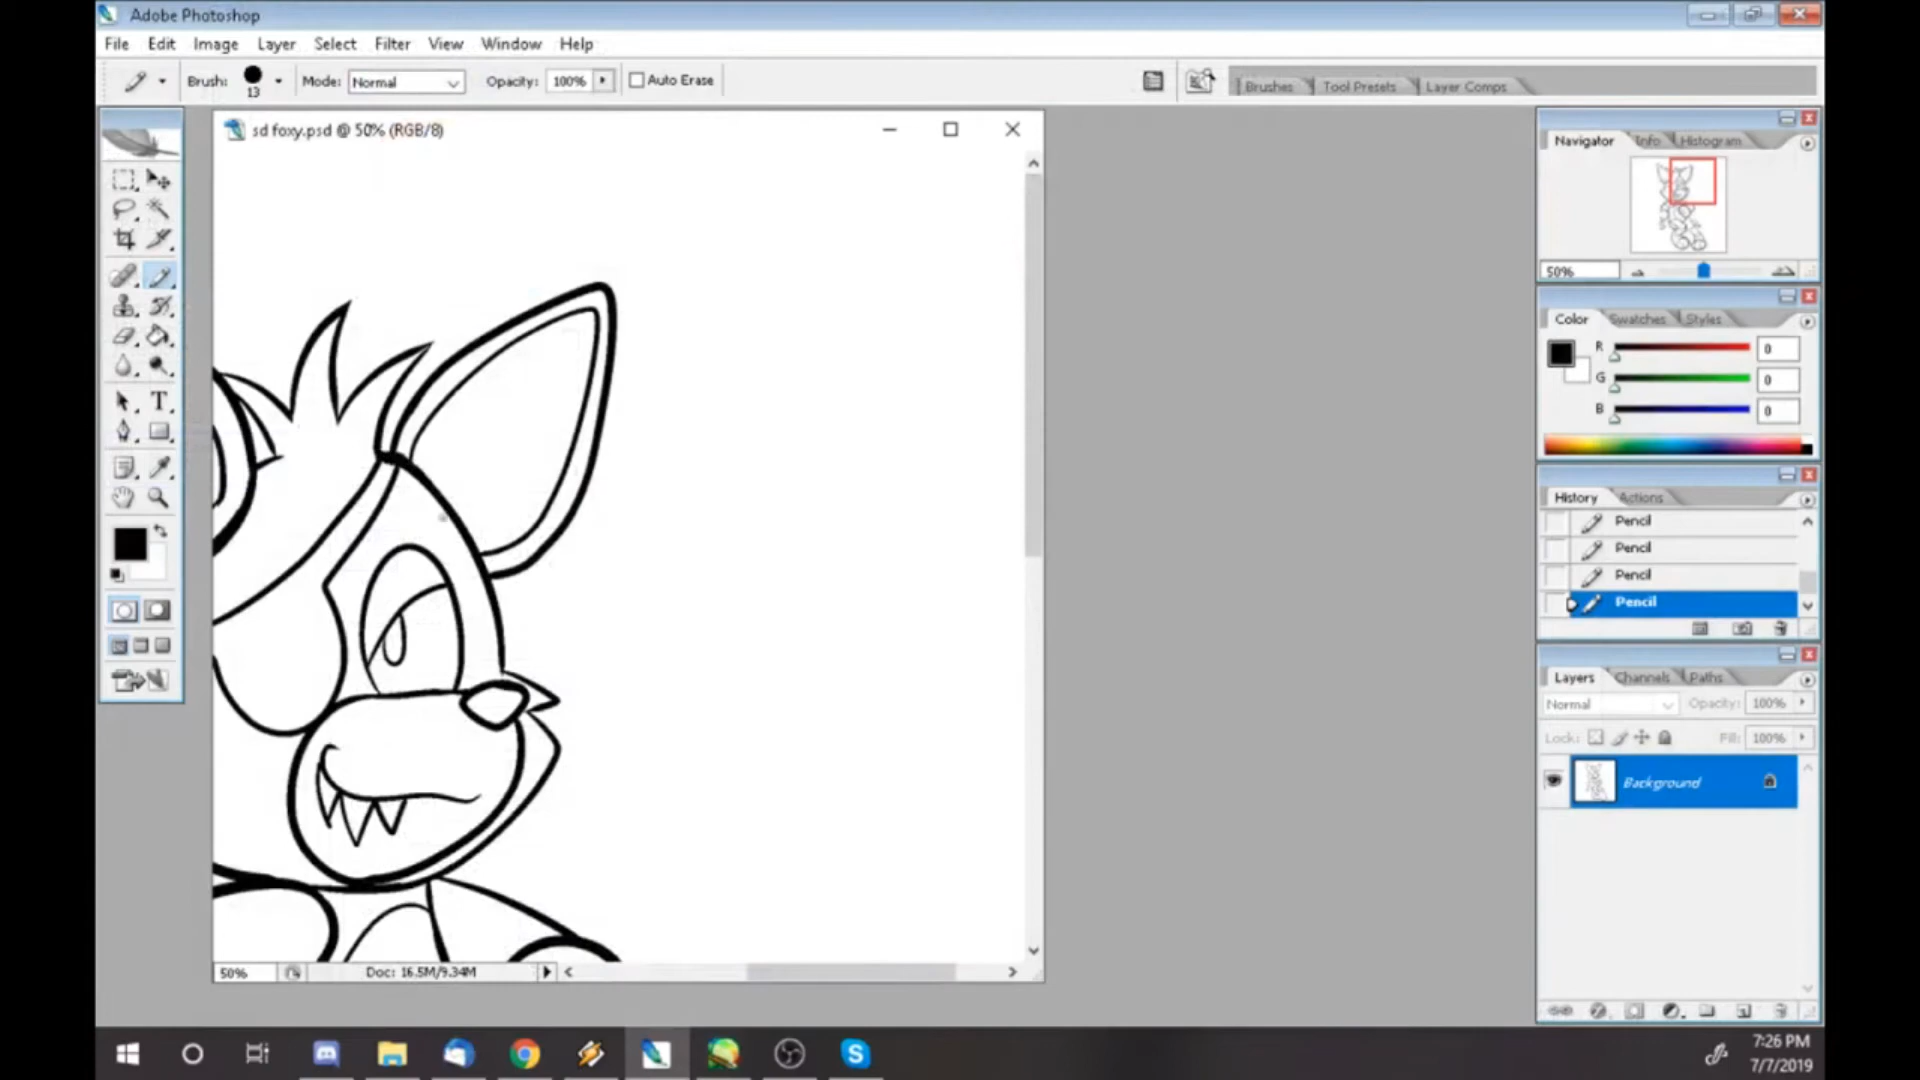 Adobe Photoshop
File Edit Image Layer Select Filter View Window Help
Brush: 13 Mode: Normal Opacity: 100% Auto Erase
Brushes Tool Presets Layer Comps
sd foxy.psd @ 50% (RGB/8)
Navigator Info Histogram
50%
Color Swatches Styles
R 0
G 0
B 0
History Actions
Pencil
Pencil
Pencil
Pencil
Layers Channels Paths
Normal Opacity: 100%
Lock: Fill: 100%
Background
50% Doc: 16.5M/9.34M
7:26 PM
7/7/2019